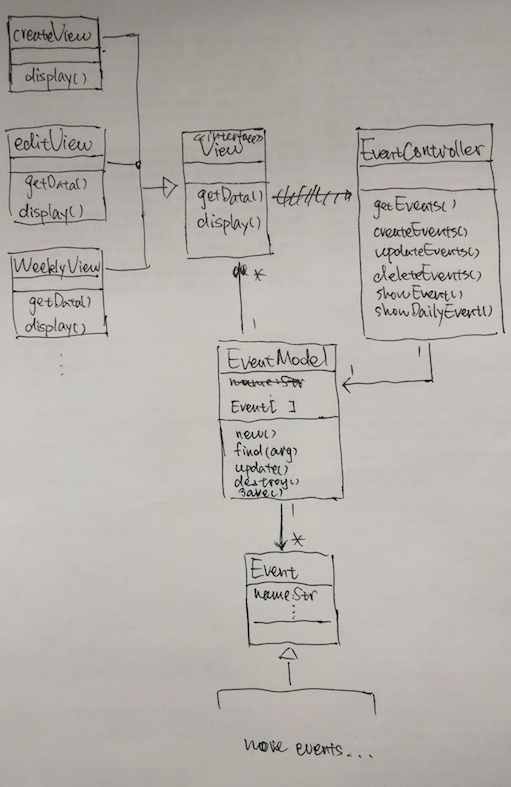 createView
display()
editView
getData()
display()
WeeklyView
getData()
display()
<<interface>>
View
getData()
display()
*
1
EventController
getEvents()
createEvents()
updateEvents()
deleteEvents()
showEvent()
showDailyEvent()
1
1
EventModel
name:Str
Event[ ]
new()
find(arg)
update()
destroy()
save()
1
*
Event
name:Str
more events...